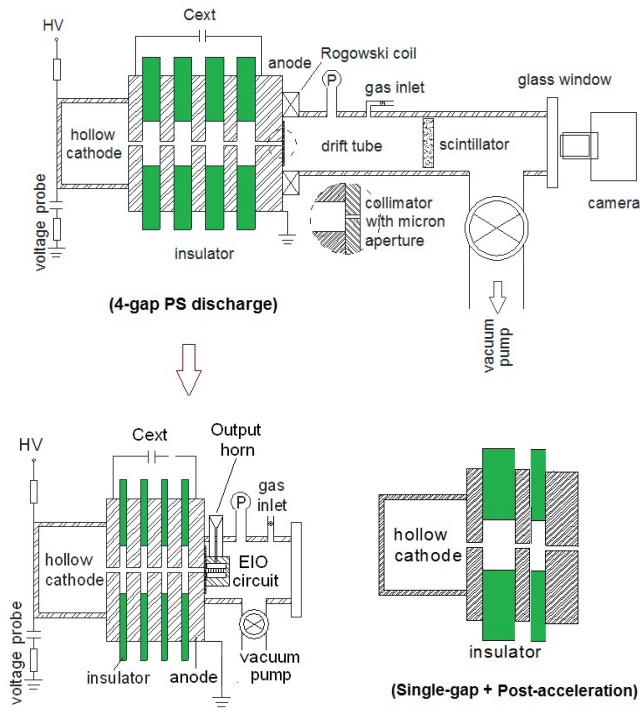 Cext
HV
Rogowski coil
anode
P
gas inlet
glass window
hollow
cathode
drift tube
scintillator
voltage probe
collimator
with micron
aperture
camera
insulator
(4-gap PS discharge)
vacuum
pump
Output
horn
Cext
HV
P
gas
inlet
hollow
cathode
EIO
circuit
voltage probe
insulator
anode
vacuum
pump
hollow
cathode
insulator
(Single-gap + Post-acceleration)